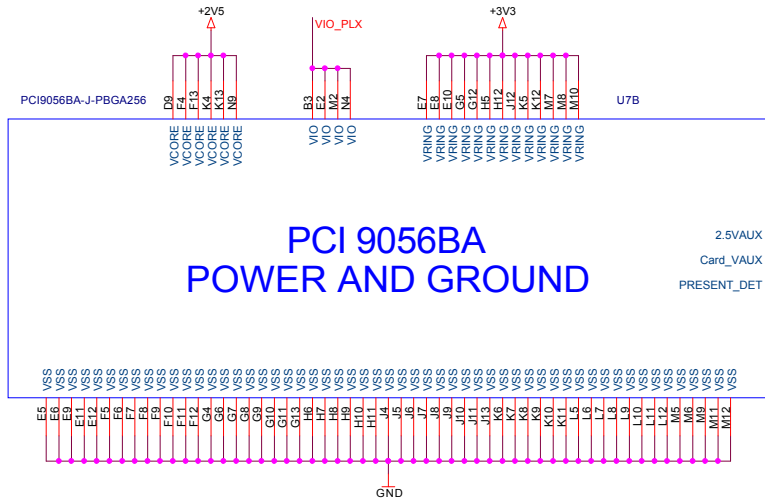 +2V5
VIO_PLX
+3V3
PCI9056BA-J-PBGA256
U7B
D9 F4 F13 K4 K13 N9
B3 E2 M2 N4
E7 E8 E10 G5 G12 H5 H12 J12 K5 K12 M7 M8 M10
VCORE VCORE VCORE VCORE VCORE VCORE
VIO VIO VIO VIO
VRING VRING VRING VRING VRING VRING VRING VRING VRING VRING VRING VRING VRING
PCI 9056BA
POWER AND GROUND
2.5VAUX
Card_VAUX
PRESENT_DET
VSS VSS VSS VSS VSS VSS VSS VSS VSS VSS VSS VSS VSS VSS VSS VSS VSS VSS VSS VSS VSS VSS VSS VSS VSS VSS VSS VSS VSS VSS VSS VSS VSS VSS VSS VSS VSS VSS VSS VSS VSS VSS VSS VSS VSS VSS VSS VSS VSS VSS VSS VSS VSS VSS VSS
E5 E6 E9 E11 E12 F5 F6 F7 F8 F9 F10 F11 F12 G4 G6 G7 G8 G9 G10 G11 G13 H6 H7 H8 H9 H10 H11 J4 J5 J6 J7 J8 J9 J10 J11 J13 K6 K7 K8 K9 K10 K11 L5 L6 L7 L8 L9 L10 L11 L12 M5 M6 M9 M11 M12
GND